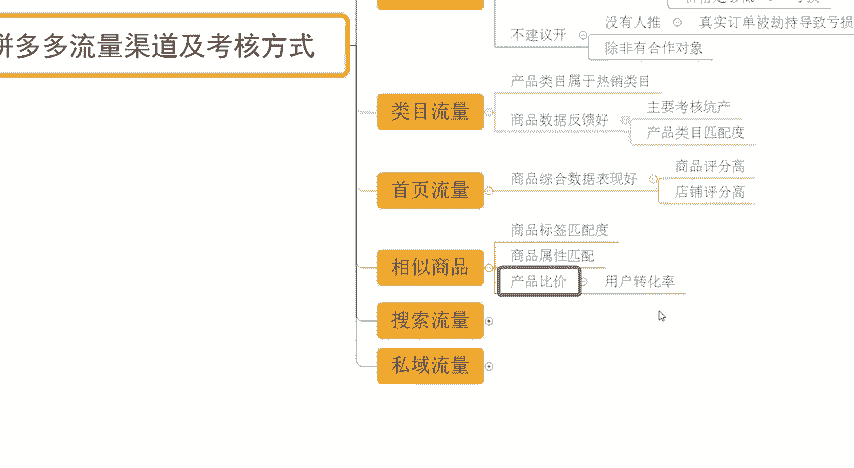 拼多多流量渠道及考核方式
不建议开
没有人推
真实订单被劫持导致亏损
除非有合作对象
类目流量
产品类目属于热销类目
商品数据反馈好
主要考核坑产
产品类目匹配度
首页流量
商品综合数据表现好
商品评分高
店铺评分高
相似商品
商品标签匹配度
商品属性匹配
产品比价
用户转化率
搜索流量
私域流量